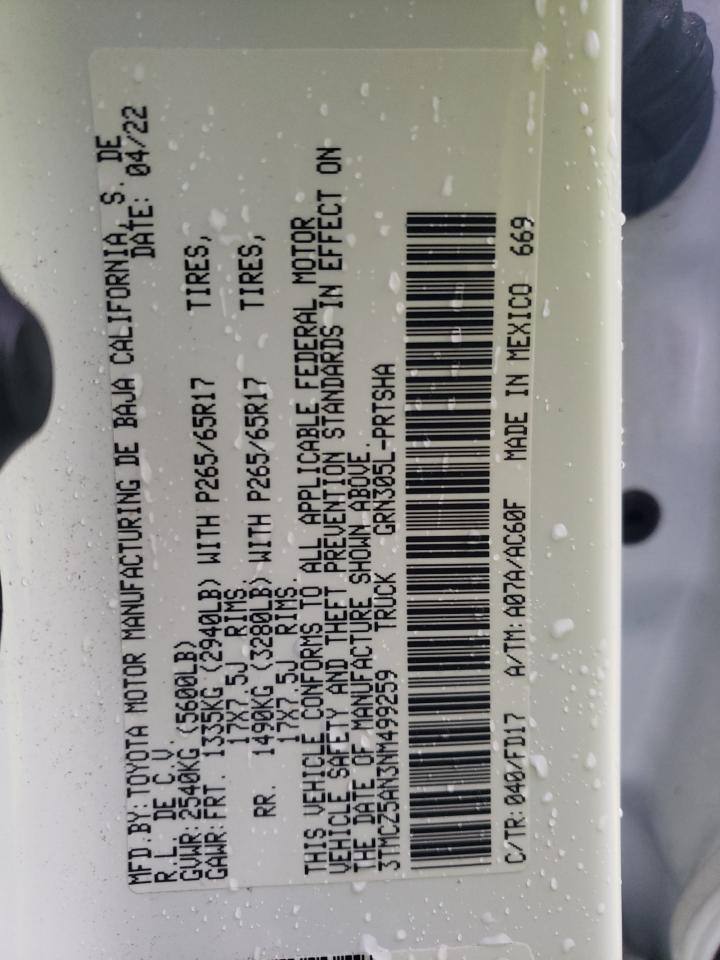 MFD.BY:TOYOTA MOTOR MANUFACTURING DE BAJA CALIFORNIA, S. DE
R.L. DE C.V. DATE: 04/22
GVWR:2540KG (5600LB)
GAWR:FRT. 1335KG (2940LB) WITH P265/65R17 TIRES,
17X7.5J RIMS
RR. 1490KG (3280LB) WITH P265/65R17 TIRES,
17X7.5J RIMS
THIS VEHICLE CONFORMS TO ALL APPLICABLE FEDERAL MOTOR
VEHICLE SAFETY AND THEFT PREVENTION STANDARDS IN EFFECT ON
THE DATE OF MANUFACTURE SHOWN ABOVE.
3TMCZ5AN3NM499259 TRUCK GRN305L-PRTSHA
C/TR:040/FD17 A/TM:A07A/AC60F MADE IN MEXICO 669